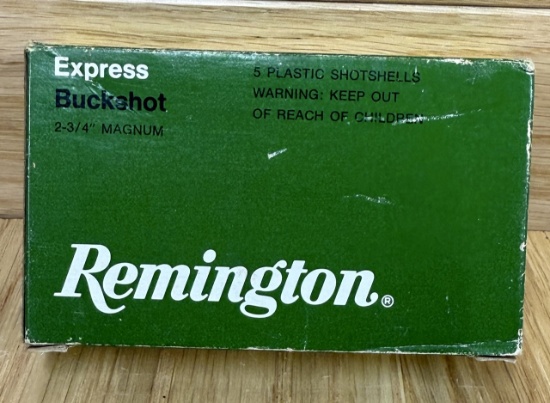 Express
Buckshot
2-3/4" MAGNUM
5 PLASTIC SHOTSHELLS
WARNING: KEEP OUT
OF REACH OF CHILDREN
Remington®